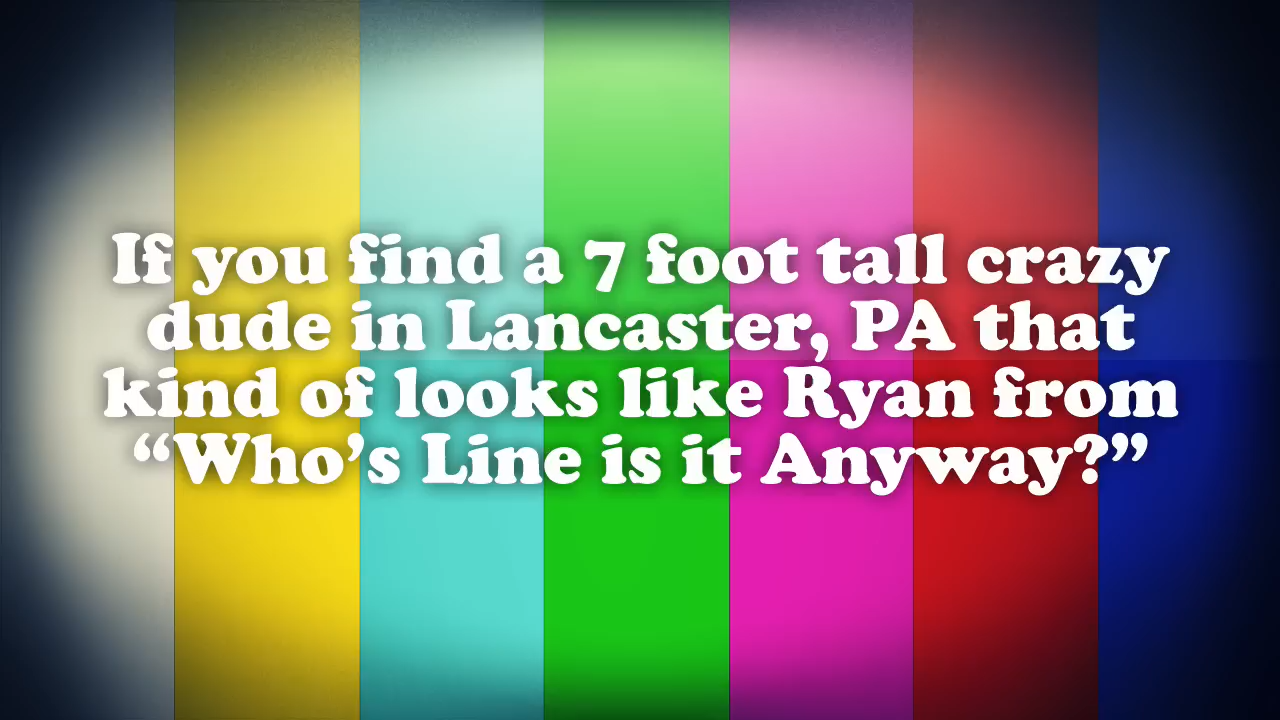 If you find a 7 foot tall crazy
dude in Lancaster, PA that
kind of looks like Ryan from
“Who’s Line is it Anyway?”